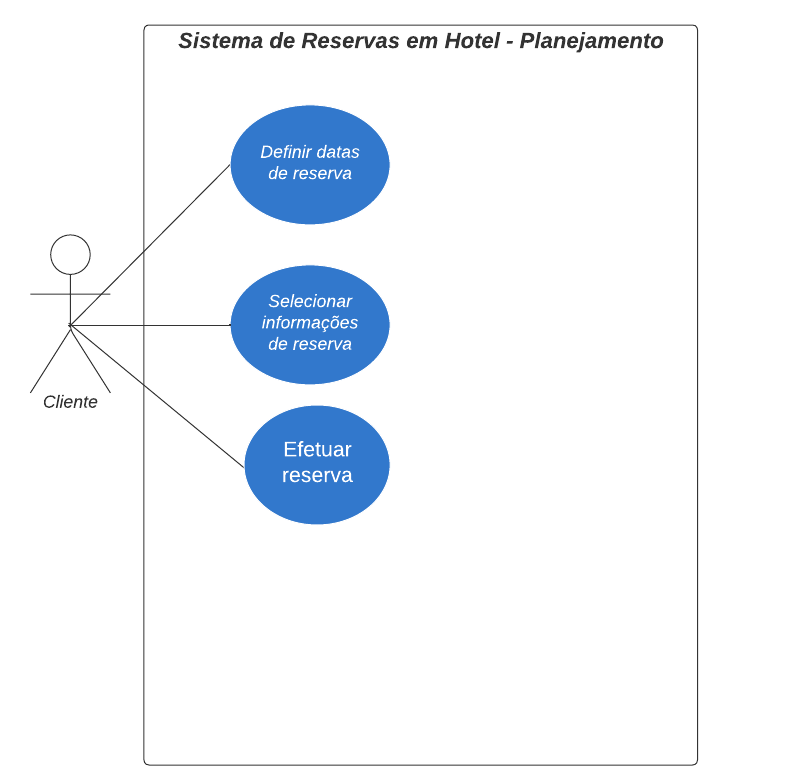 Sistema de Reservas em Hotel - Planejamento
Definir datas
de reserva
Selecionar
informações
de reserva
Cliente
Efetuar
reserva